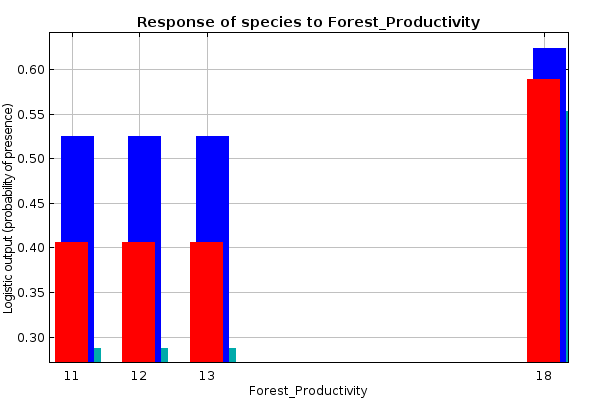 Response of species to Forest_Productivity
Logistic output (probability of presence)
0.60
0.55
0.50
0.45
0.40
0.35
0.30
11 12 13 18
Forest_Productivity